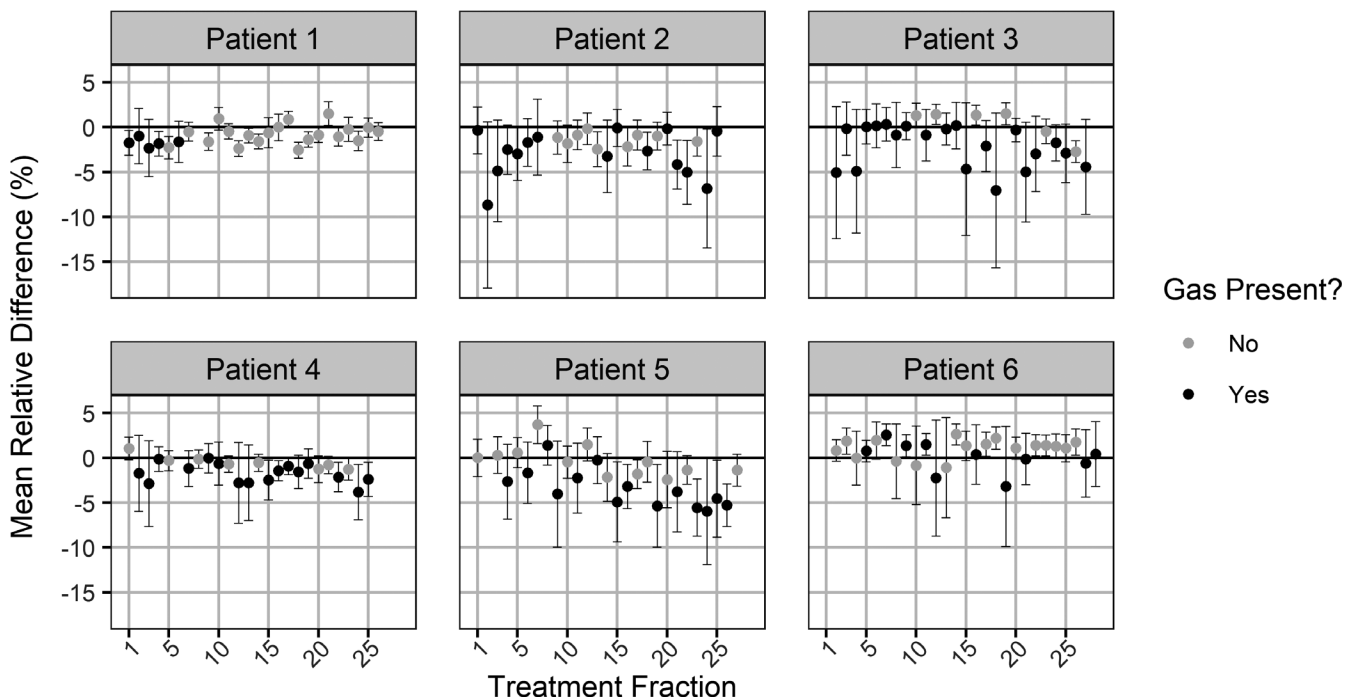 Patient 1 Patient 2 Patient 3
5
0
-5
-10
-15
Patient 4 Patient 5 Patient 6
5
0
-5
-10
-15
1 5 10 15 20 25 1 5 10 15 20 25 1 5 10 15 20 25
Mean Relative Difference (%)
Treatment Fraction
Gas Present?
No
Yes